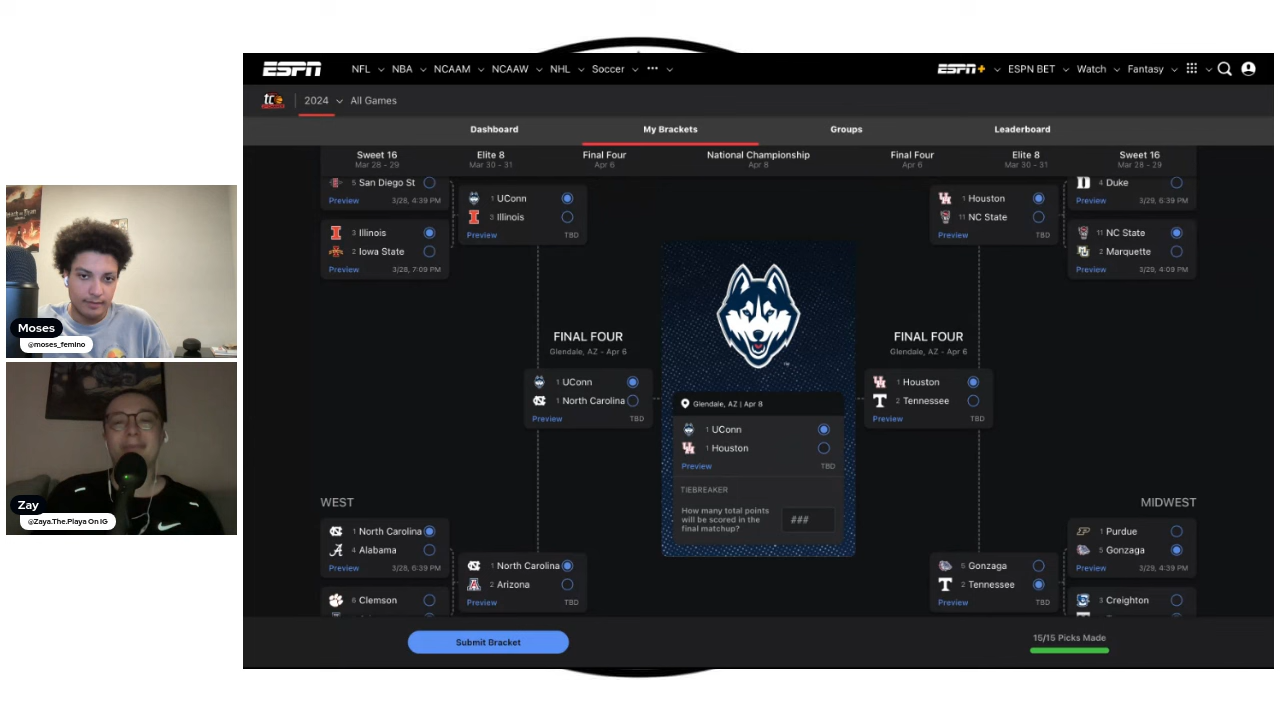 ESPN NFL NBA NCAAM NCAAW NHL Soccer ••• ESPN+ ESPN BET Watch Fantasy
tc 2024 All Games
Dashboard My Brackets Groups Leaderboard
Sweet 16 Elite 8 Final Four National Championship Final Four Elite 8 Sweet 16
Mar 28 - 29 Mar 30 - 31 Apr 6 Apr 8 Apr 6 Mar 30 - 31 Mar 28 - 29
5 San Diego St
Preview 3/28, 4:39 PM
3 Illinois
2 Iowa State
Preview 3/28, 7:09 PM
1 UConn
3 Illinois
Preview TBD
1 Houston
11 NC State
Preview TBD
4 Duke
Preview 3/29, 6:39 PM
11 NC State
2 Marquette
Preview 3/29, 4:09 PM
Moses
@moses_femino
FINAL FOUR
Glendale, AZ - Apr 6
1 UConn
1 North Carolina
Preview TBD
Glendale, AZ | Apr 8
1 UConn
1 Houston
Preview TBD
TIEBREAKER
How many total points
will be scored in the
final matchup?
###
FINAL FOUR
Glendale, AZ - Apr 6
1 Houston
2 Tennessee
Preview TBD
Zay
@Zaya.The.Playa On IG
WEST
1 North Carolina
4 Alabama
Preview 3/28, 6:39 PM
6 Clemson
1 North Carolina
2 Arizona
Preview TBD
MIDWEST
5 Gonzaga
2 Tennessee
Preview TBD
1 Purdue
5 Gonzaga
Preview 3/29, 4:39 PM
3 Creighton
Submit Bracket
15/15 Picks Made